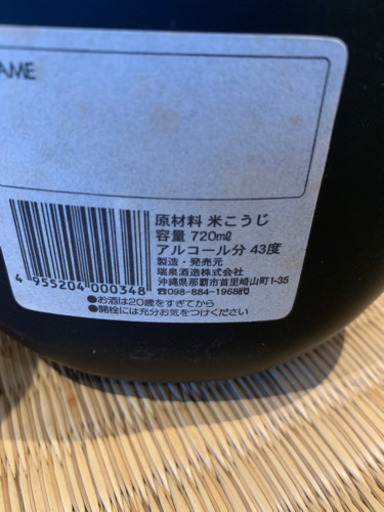 AME
原材料 米こうじ
容量 720mℓ
アルコール分 43度
製造・発売元
瑞泉酒造株式会社
沖縄県那覇市首里崎山町1-35
☎098-884-1968㈹
4 955204 000348
●お酒は20歳をすぎてから
●開栓には充分お気をつけください